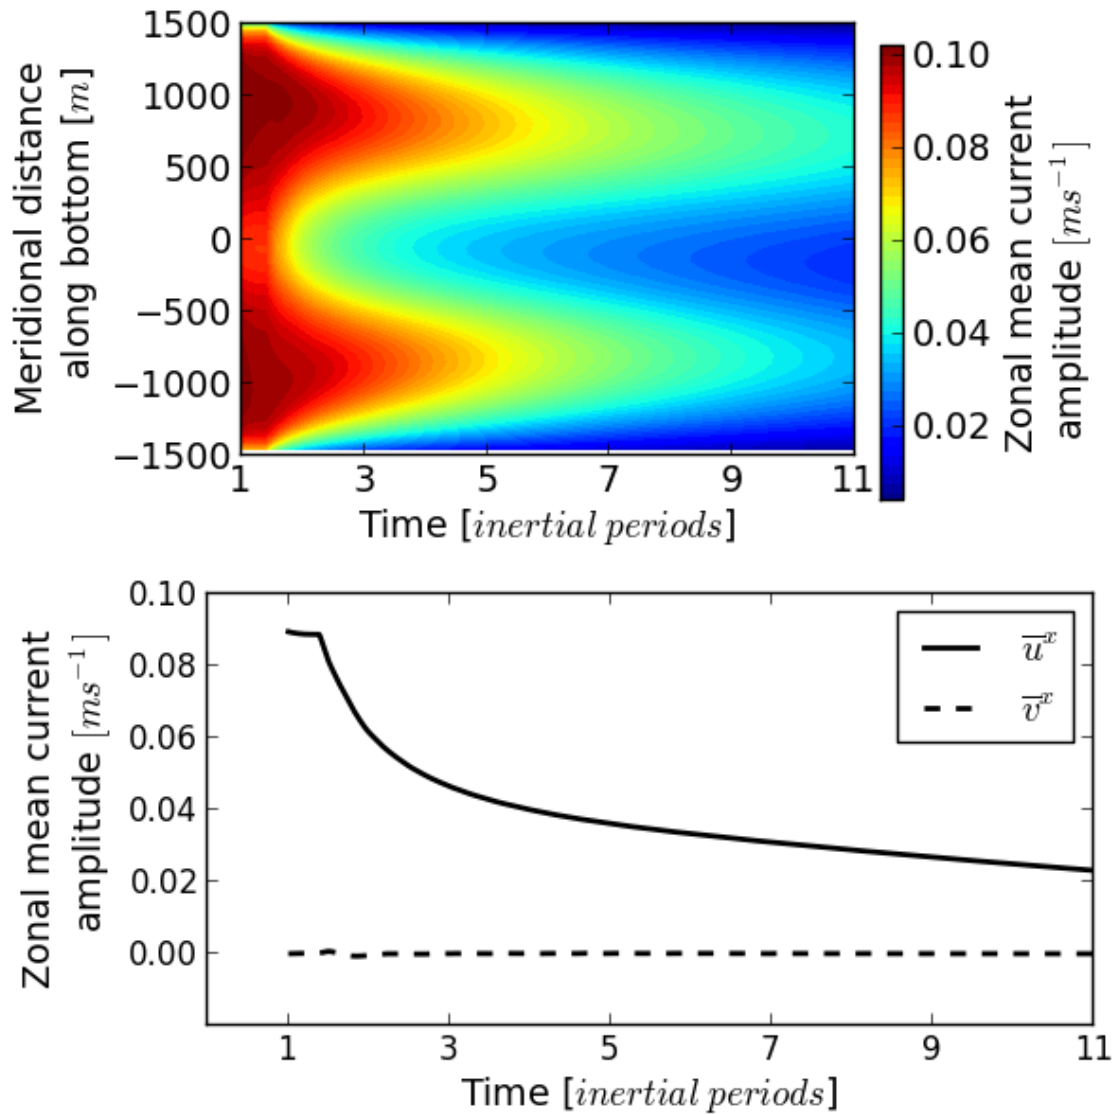 1500
1000
500
0
−500
−1000
−1500
Meridional distance
along bottom [m]
1 3 5 7 9 11
Time [inertial periods]
0.10
0.08
0.06
0.04
0.02
Zonal mean current
amplitude [ms⁻¹]
0.10
0.08
0.06
0.04
0.02
0.00
Zonal mean current
amplitude [ms⁻¹]
u̅ˣ
v̅ˣ
1 3 5 7 9 11
Time [inertial periods]